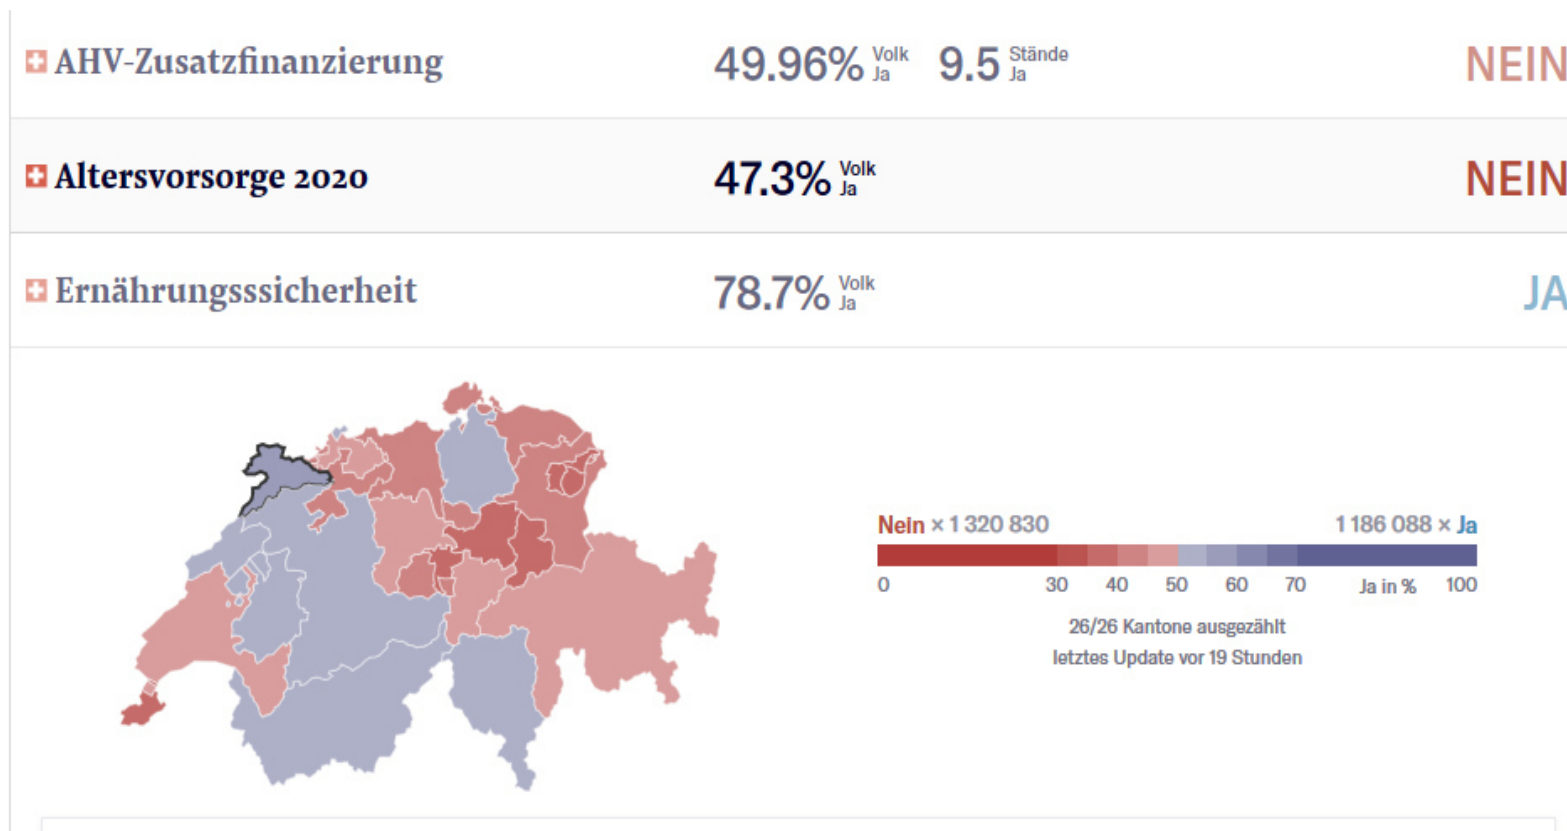 AHV-Zusatzfinanzierung 49.96% Volk Ja 9.5 Stände Ja NEIN
Altersvorsorge 2020 47.3% Volk Ja NEIN
Ernährungsssicherheit 78.7% Volk Ja JA
Nein × 1 320 830 1 186 088 × Ja
0 30 40 50 60 70 Ja in % 100
26/26 Kantone ausgezählt
letztes Update vor 19 Stunden